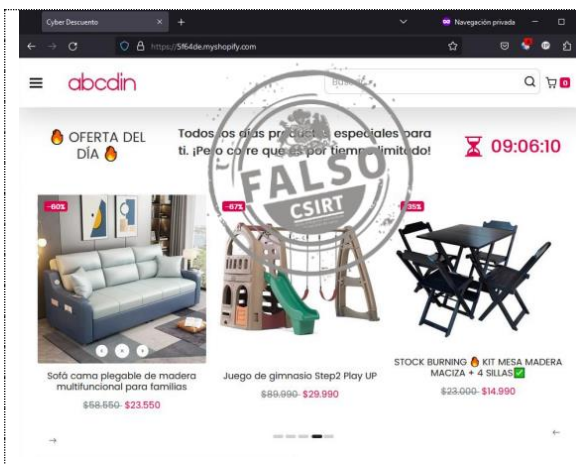 Cyber Descuento
Navegación privada
https://5f64de.myshopify.com
abcdin
0
🔥 OFERTA DEL
DÍA 🔥
Todos los días productos especiales para
ti. ¡Pero corre que es por tiempo limitado!
09:06:10
FALSO
CSIRT
-60%
-67%
-35%
Sofá cama plegable de madera
multifuncional para familias
$58.550 $23.550
Juego de gimnasio Step2 Play UP
$89.990 $29.990
STOCK BURNING 🔥 KIT MESA MADERA
MACIZA + 4 SILLAS✅
$23.000 $14.990